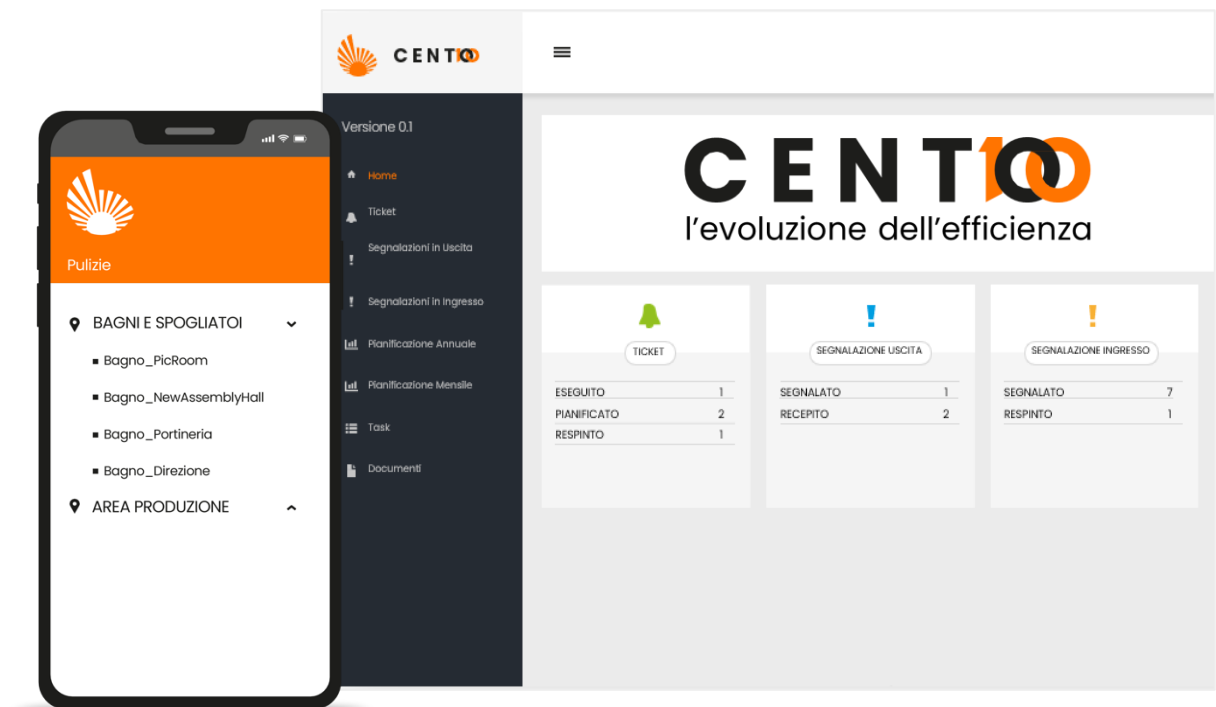 Pulizie
BAGNI E SPOGLIATOI
Bagno_PicRoom
Bagno_NewAssemblyHall
Bagno_Portineria
Bagno_Direzione
AREA PRODUZIONE
CENTO10
Versione 0.1
Home
Ticket
Segnalazioni in Uscita
Segnalazioni in Ingresso
Pianificazione Annuale
Pianificazione Mensile
Task
Documenti
CENTO10
l'evoluzione dell'efficienza
TICKET
ESEGUITO 1
PIANIFICATO 2
RESPINTO 1
SEGNALAZIONE USCITA
SEGNALATO 1
RECEPITO 2
SEGNALAZIONE INGRESSO
SEGNALATO 7
RESPINTO 1